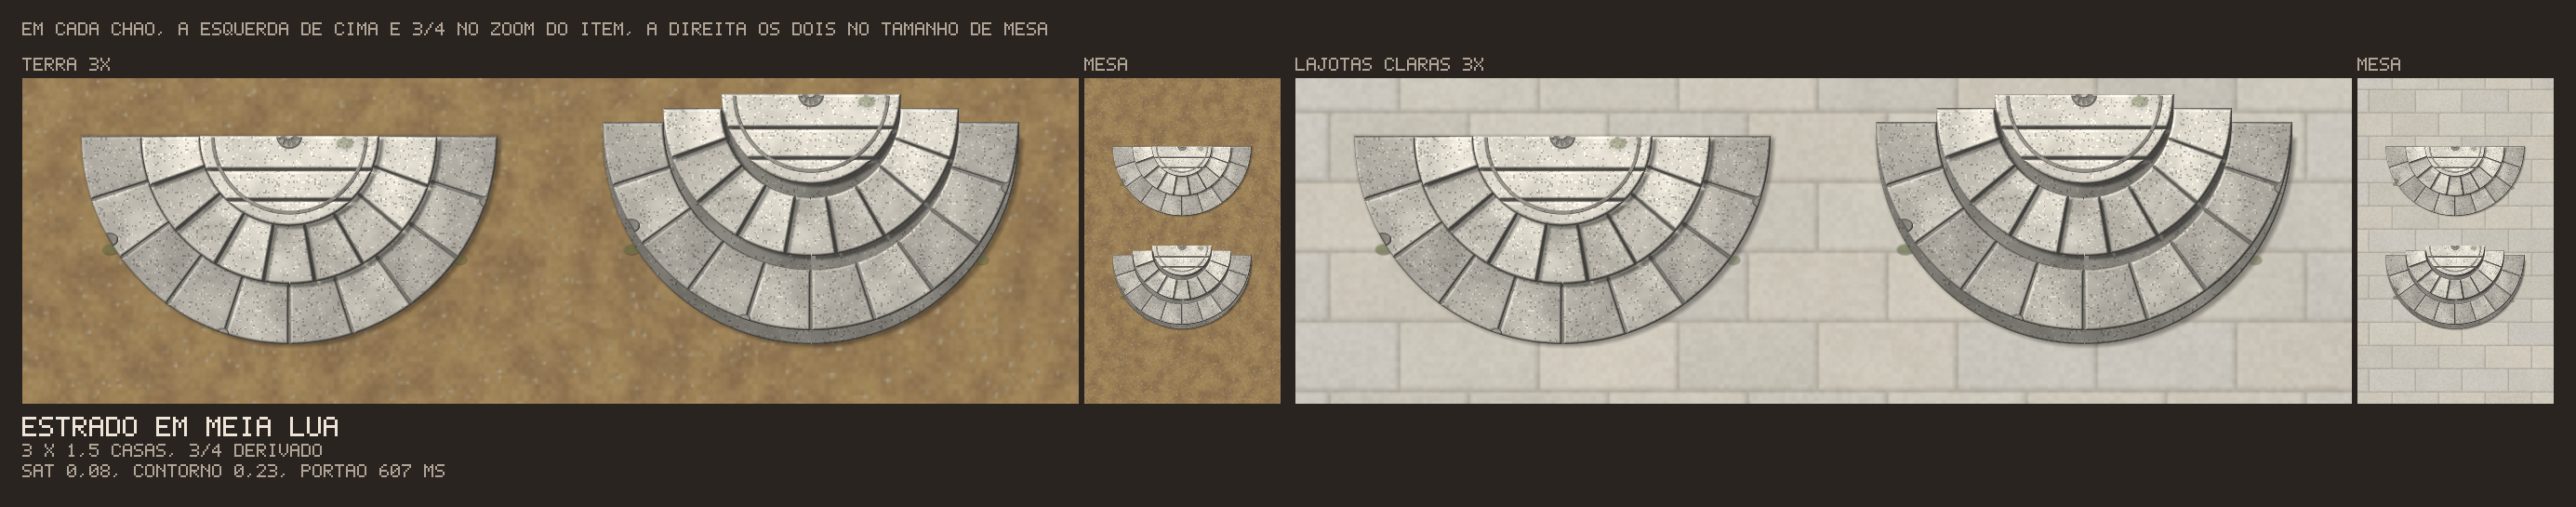 EM CADA CHAO, A ESQUERDA DE CIMA E 3/4 NO ZOOM DO ITEM, A DIREITA OS DOIS NO TAMANHO DE MESA
TERRA 3X
MESA
LAJOTAS CLARAS 3X
MESA
ESTRADO EM MEIA LUA
3 X 1,5 CASAS, 3/4 DERIVADO
SAT 0,08, CONTORNO 0,23, PORTAO 607 MS